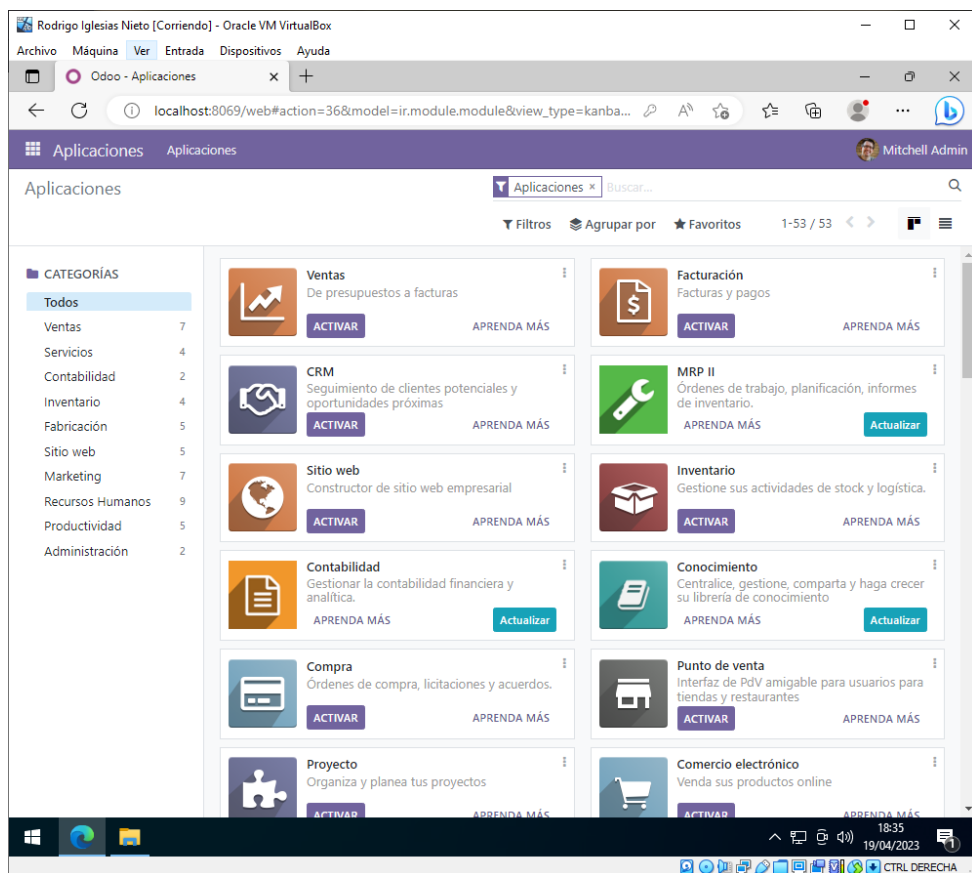 Rodrigo Iglesias Nieto [Corriendo] - Oracle VM VirtualBox
Archivo Máquina Ver Entrada Dispositivos Ayuda
Odoo - Aplicaciones
localhost:8069/web#action=36&model=ir.module.module&view_type=kanba...
Aplicaciones Aplicaciones Mitchell Admin
Aplicaciones Aplicaciones × Buscar...
Filtros Agrupar por Favoritos 1-53 / 53
CATEGORÍAS
Todos
Ventas 7
Servicios 4
Contabilidad 2
Inventario 4
Fabricación 5
Sitio web 5
Marketing 7
Recursos Humanos 9
Productividad 5
Administración 2
Ventas
De presupuestos a facturas
ACTIVAR APRENDA MÁS
Facturación
Facturas y pagos
ACTIVAR APRENDA MÁS
CRM
Seguimiento de clientes potenciales y
oportunidades próximas
ACTIVAR APRENDA MÁS
MRP II
Órdenes de trabajo, planificación, informes
de inventario.
APRENDA MÁS Actualizar
Sitio web
Constructor de sitio web empresarial
ACTIVAR APRENDA MÁS
Inventario
Gestione sus actividades de stock y logística.
ACTIVAR APRENDA MÁS
Contabilidad
Gestionar la contabilidad financiera y
analítica.
APRENDA MÁS Actualizar
Conocimiento
Centralice, gestione, comparta y haga crecer
su librería de conocimiento
APRENDA MÁS Actualizar
Compra
Órdenes de compra, licitaciones y acuerdos.
ACTIVAR APRENDA MÁS
Punto de venta
Interfaz de PdV amigable para usuarios para
tiendas y restaurantes
ACTIVAR APRENDA MÁS
Proyecto
Organiza y planea tus proyectos
ACTIVAR APRENDA MÁS
Comercio electrónico
Venda sus productos online
ACTIVAR APRENDA MÁS
18:35
19/04/2023
1
CTRL DERECHA